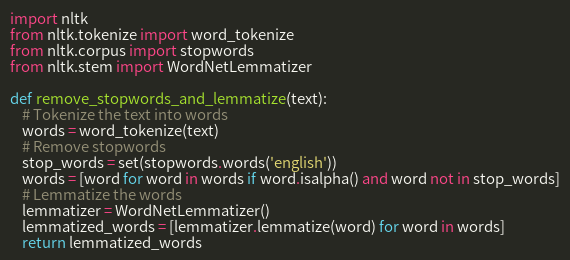 import nltk
from nltk.tokenize import word_tokenize
from nltk.corpus import stopwords
from nltk.stem import WordNetLemmatizer

def remove_stopwords_and_lemmatize(text):
    # Tokenize the text into words
    words = word_tokenize(text)
    # Remove stopwords
    stop_words = set(stopwords.words('english'))
    words = [word for word in words if word.isalpha() and word not in stop_words]
    # Lemmatize the words
    lemmatizer = WordNetLemmatizer()
    lemmatized_words = [lemmatizer.lemmatize(word) for word in words]
    return lemmatized_words